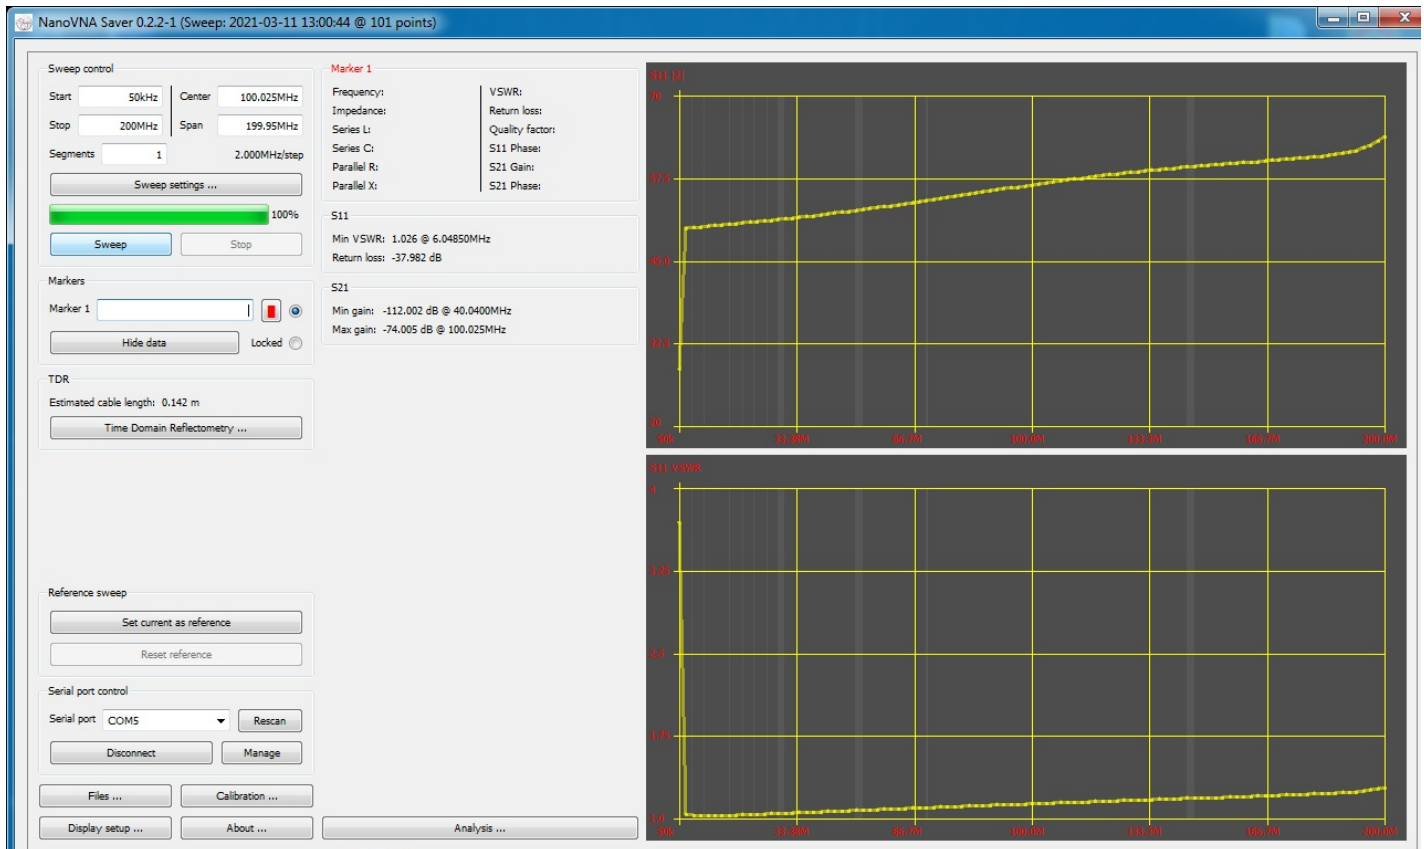 NanoVNA Saver 0.2.2-1 (Sweep: 2021-03-11 13:00:44 @ 101 points)
Sweep control
Start 50kHz Center 100.025MHz
Stop 200MHz Span 199.95MHz
Segments 1 2.000MHz/step
Sweep settings ...
100%
Sweep Stop
Markers
Marker 1
Hide data Locked
TDR
Estimated cable length: 0.142 m
Time Domain Reflectometry ...
Reference sweep
Set current as reference
Reset reference
Serial port control
Serial port COM5 Rescan
Disconnect Manage
Files ... Calibration ...
Display setup ... About ...
Marker 1
Frequency: VSWR:
Impedance: Return loss:
Series L: Quality factor:
Series C: S11 Phase:
Parallel R: S21 Gain:
Parallel X: S21 Phase:
S11
Min VSWR: 1.026 @ 6.04850MHz
Return loss: -37.982 dB
S21
Min gain: -112.002 dB @ 40.0400MHz
Max gain: -74.005 dB @ 100.025MHz
Analysis ...
S11 |Z|
70
57.5
45.0
32.5
20
50k 33.38M 66.7M 100.0M 133.3M 166.7M 200.0M
S11 VSWR
4
3.25
2.5
1.75
1.0
50k 33.38M 66.7M 100.0M 133.3M 166.7M 200.0M